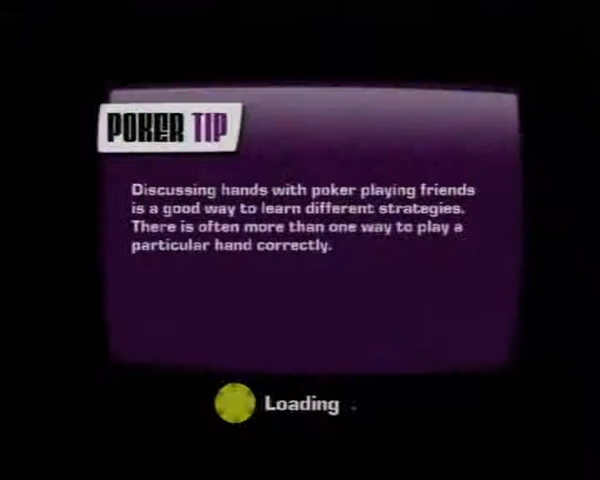 POKER TIP
Discussing hands with poker playing friends
is a good way to learn different strategies.
There is often more than one way to play a
particular hand correctly.
Loading